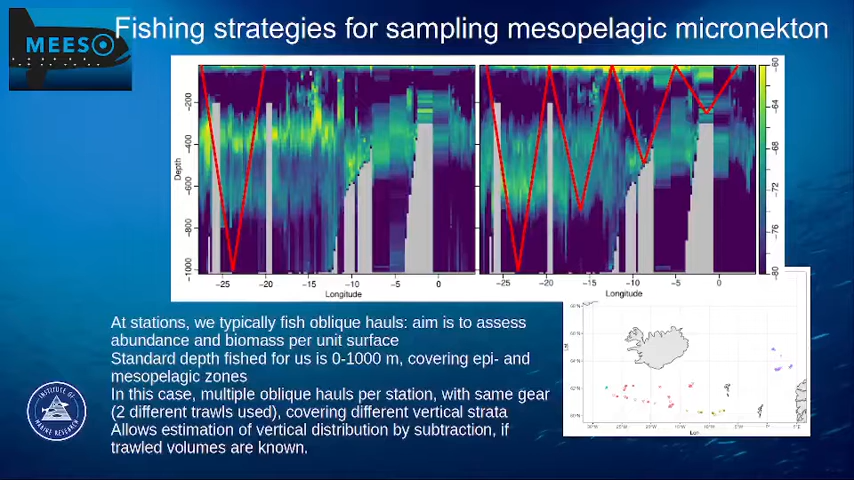 MEESO
Fishing strategies for sampling mesopelagic micronekton
Depth
-200
-400
-600
-800
-1000
-25
-20
-15
-10
-5
0
Longitude
-25
-20
-15
-10
-5
0
Longitude
-60
-64
-68
-72
-76
-80
At stations, we typically fish oblique hauls: aim is to assess
abundance and biomass per unit surface
Standard depth fished for us is 0-1000 m, covering epi- and
mesopelagic zones
In this case, multiple oblique hauls per station, with same gear
(2 different trawls used), covering different vertical strata
Allows estimation of vertical distribution by subtraction, if
trawled volumes are known.
INSTITUTE OF
MARINE RESEARCH